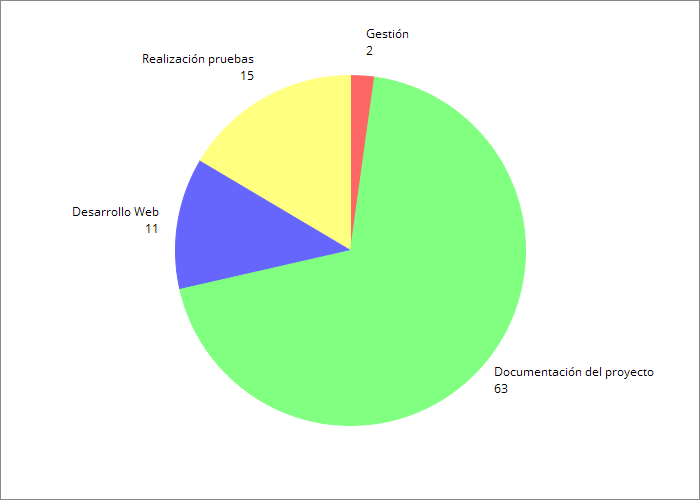 Gestión
2
Realización pruebas
15
Desarrollo Web
11
Documentación del proyecto
63